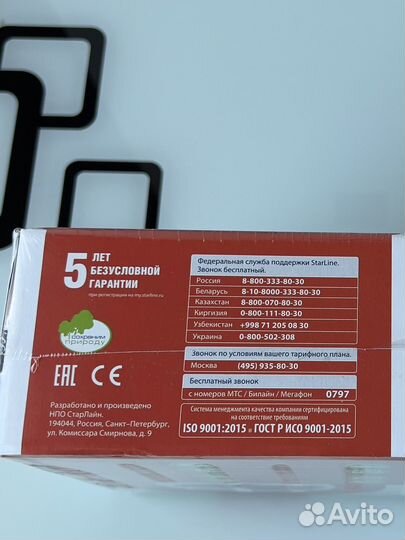 5 ЛЕТ
БЕЗУСЛОВНОЙ
ГАРАНТИИ
при регистрации на my.starline.ru
Сохраним
природу
EAC CE
Разработано и произведено
НПО СтарЛайн.
194044, Россия, Санкт–Петербург,
ул. Комиссара Смирнова, д. 9
Федеральная служба поддержки StarLine.
Звонок бесплатный.
Россия 8-800-333-80-30
Беларусь 8-10-8000-333-80-30
Казахстан 8-800-070-80-30
Киргизия 0-800-111-80-30
Узбекистан +998 71 205 08 30
Украина 0-800-502-308
Звонок по условиям вашего тарифного плана.
Москва (495) 935-80-30
Бесплатный звонок
с номеров МТС / Билайн / Мегафон 0797
Система менеджмента качества компании сертифицирована
на соответствие требованиям
ISO 9001:2015 и ГОСТ Р ИСО 9001-2015
Avito